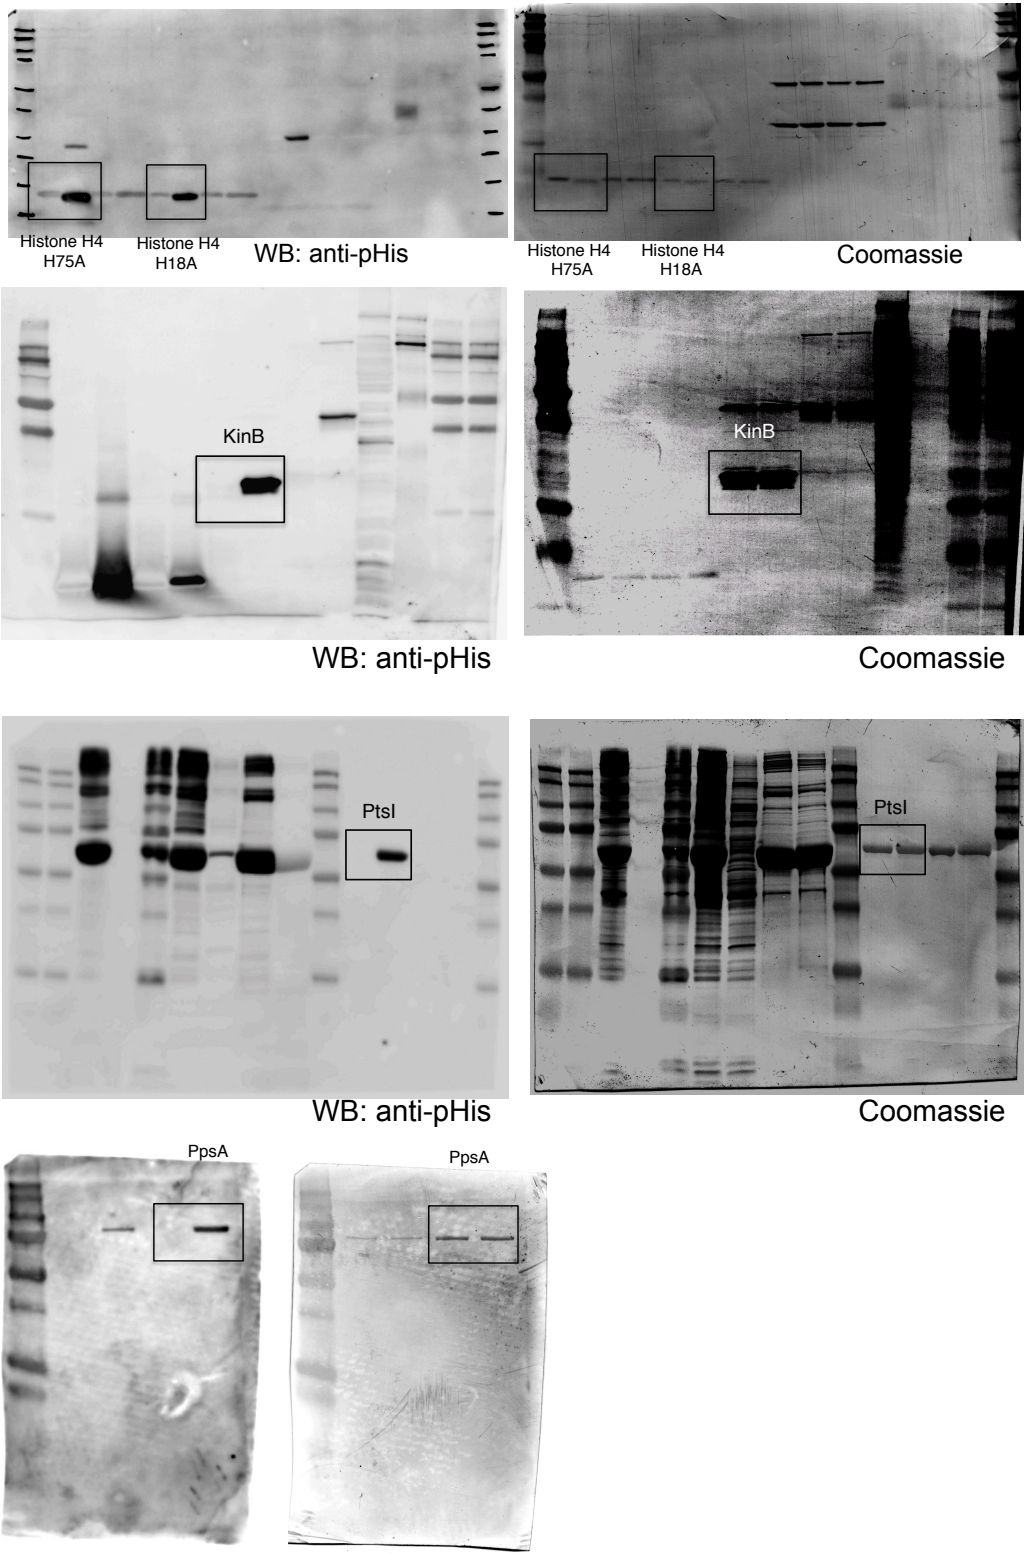 Histone H4
H75A
Histone H4
H18A
WB: anti-pHis
Histone H4
H75A
Histone H4
H18A
Coomassie
KinB
KinB
WB: anti-pHis
Coomassie
PtsI
PtsI
WB: anti-pHis
Coomassie
PpsA
PpsA